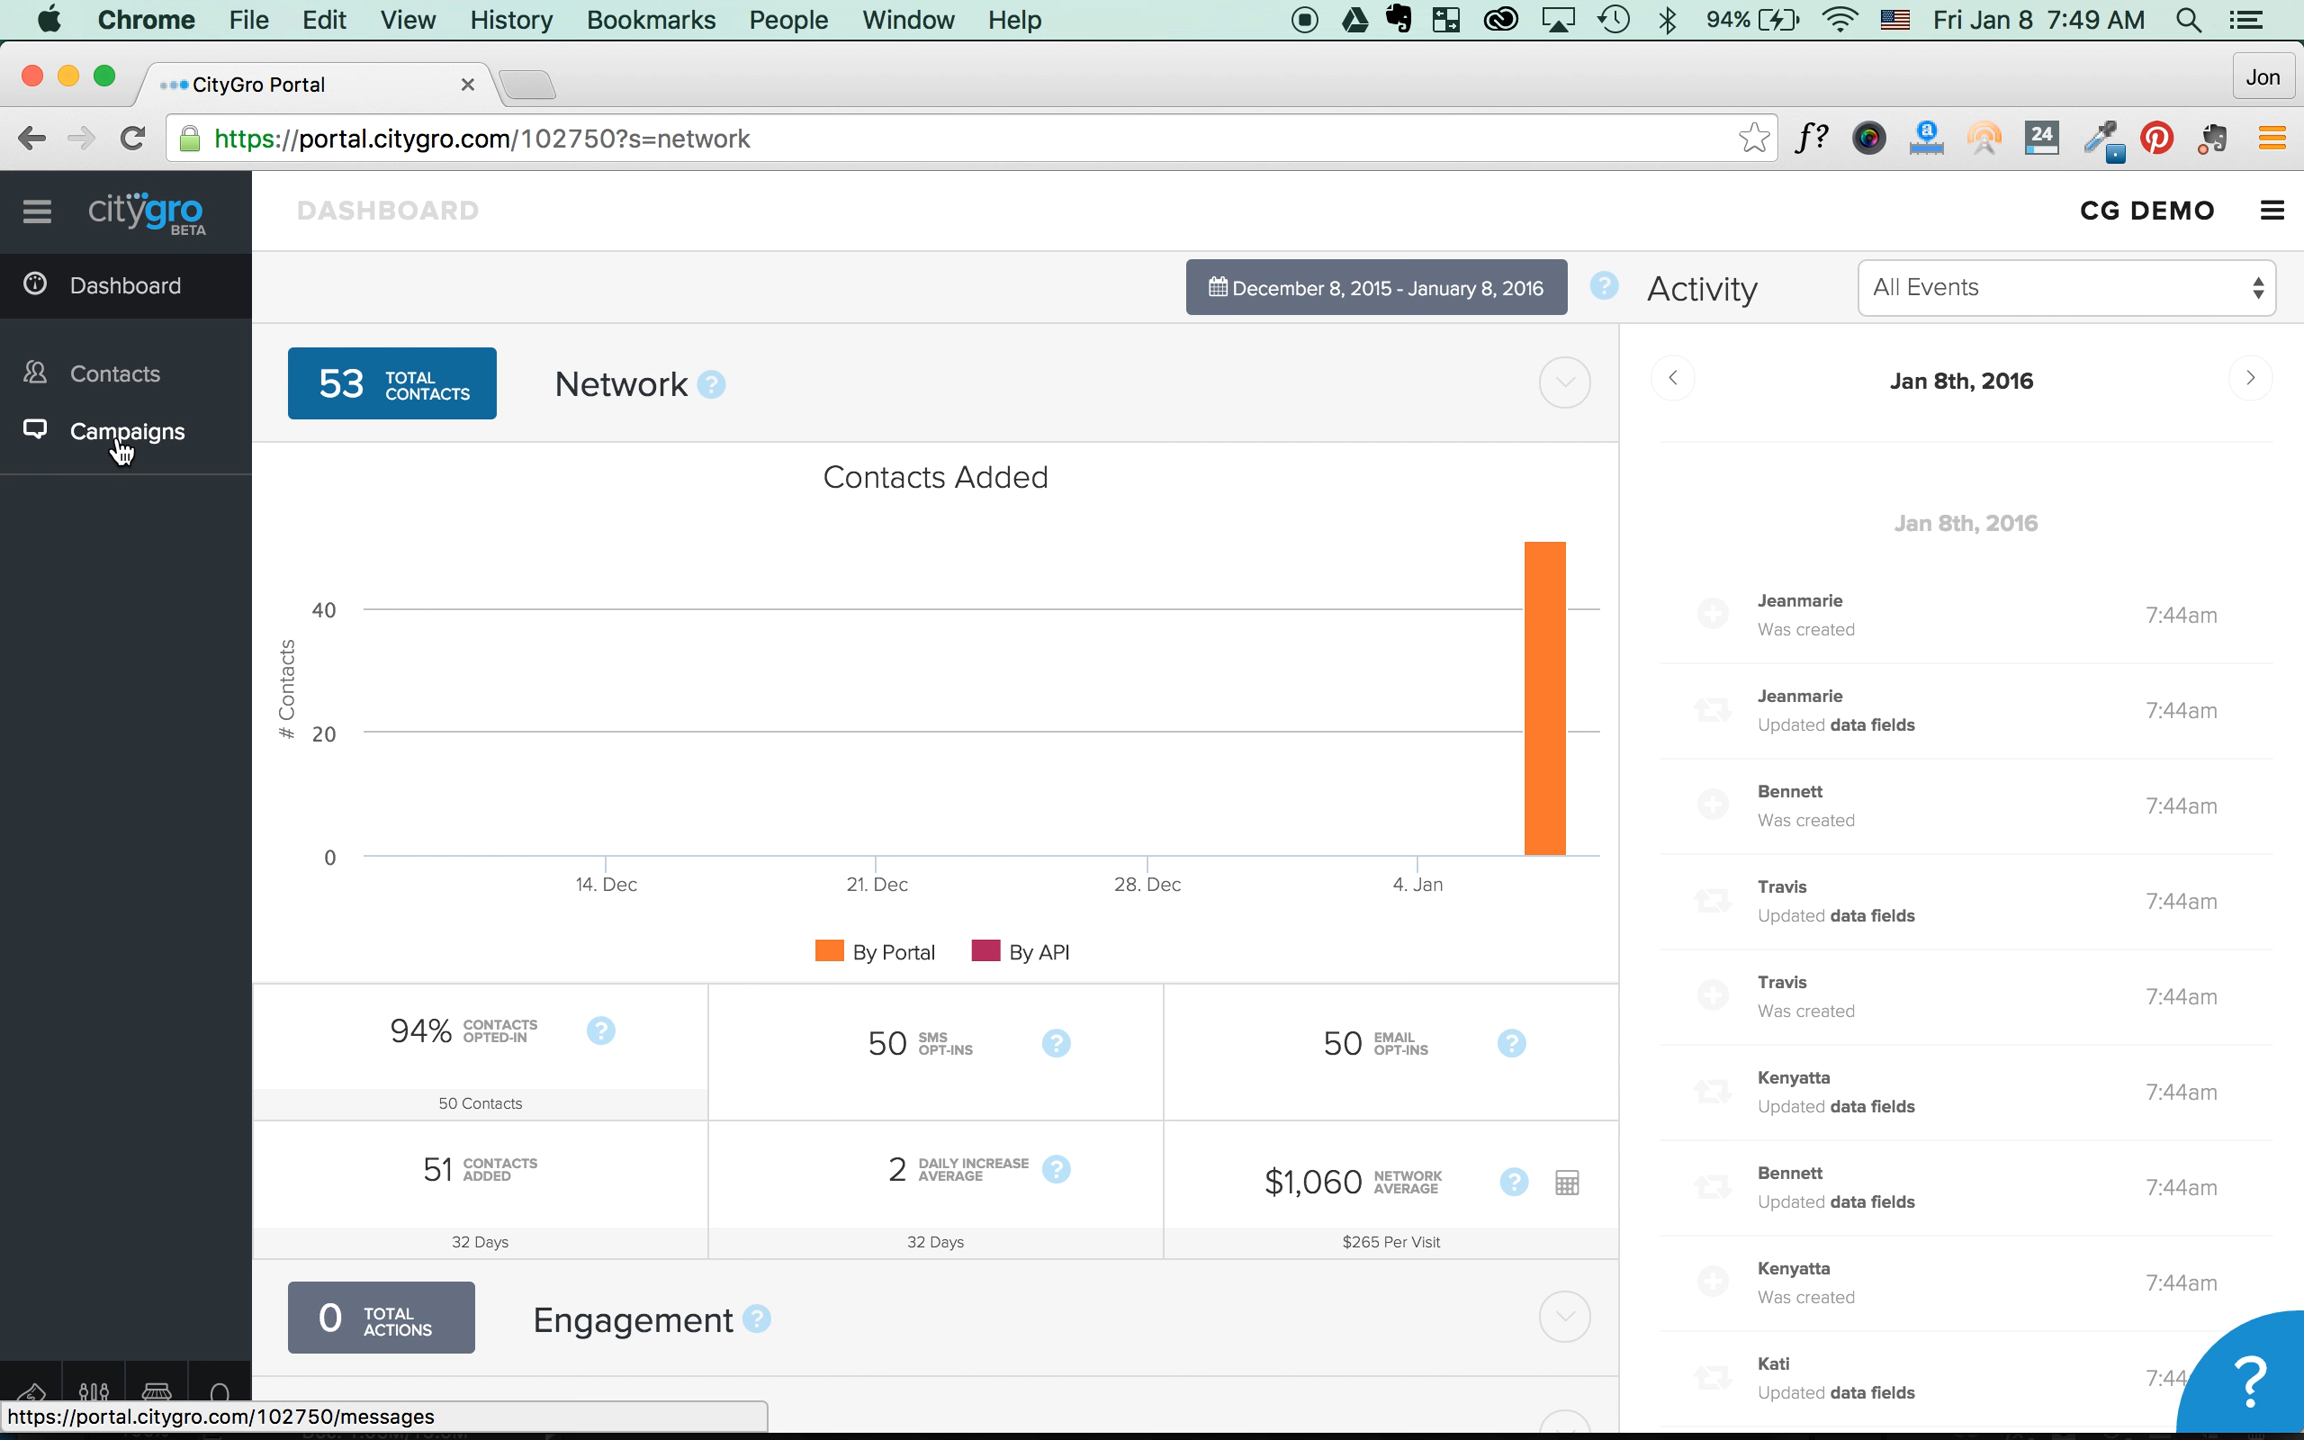 Chrome File Edit View History Bookmarks People Window Help 94% Fri Jan 8 7:49 AM
CityGro Portal Jon
https://portal.citygro.com/102750?s=network f? a 24
citygro BETA DASHBOARD CG DEMO
Dashboard
Contacts
Campaigns
December 8, 2015 - January 8, 2016 ? Activity All Events
53 TOTAL CONTACTS Network ?
Contacts Added
# Contacts
40
20
0
14. Dec 21. Dec 28. Dec 4. Jan
By Portal By API
94% CONTACTS OPTED-IN ?
50 Contacts
50 SMS OPT-INS ?
50 EMAIL OPT-INS ?
51 CONTACTS ADDED
32 Days
2 DAILY INCREASE AVERAGE ?
32 Days
$1,060 NETWORK AVERAGE ?
$265 Per Visit
0 TOTAL ACTIONS Engagement ?
Jan 8th, 2016
Jan 8th, 2016
Jeanmarie
Was created 7:44am
Jeanmarie
Updated data fields 7:44am
Bennett
Was created 7:44am
Travis
Updated data fields 7:44am
Travis
Was created 7:44am
Kenyatta
Updated data fields 7:44am
Bennett
Updated data fields 7:44am
Kenyatta
Was created 7:44am
Kati
Updated data fields 7:44
?
https://portal.citygro.com/102750/messages